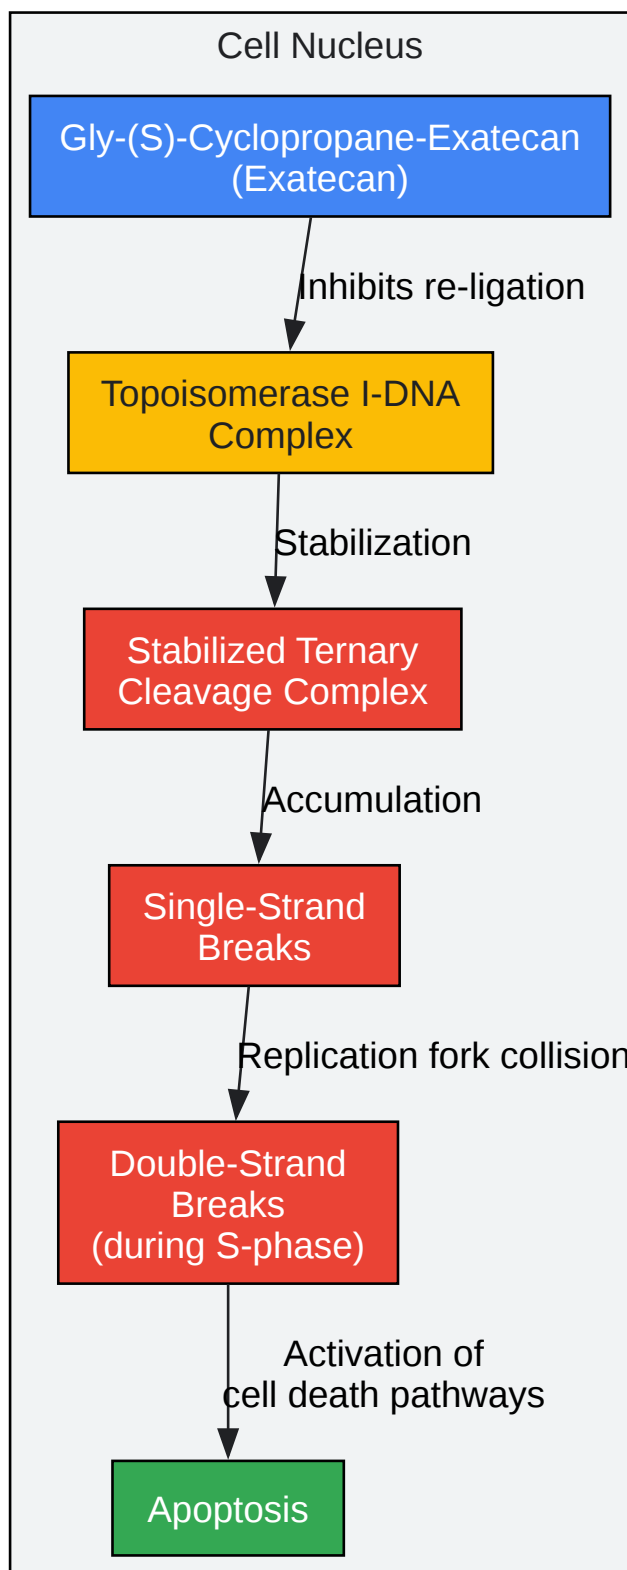 Cell Nucleus
Gly-(S)-Cyclopropane-Exatecan
(Exatecan)
Inhibits re-ligation
Topoisomerase I-DNA
Complex
Stabilization
Stabilized Ternary
Cleavage Complex
Accumulation
Single-Strand
Breaks
Replication fork collision
Double-Strand
Breaks
(during S-phase)
Activation of
cell death pathways
Apoptosis